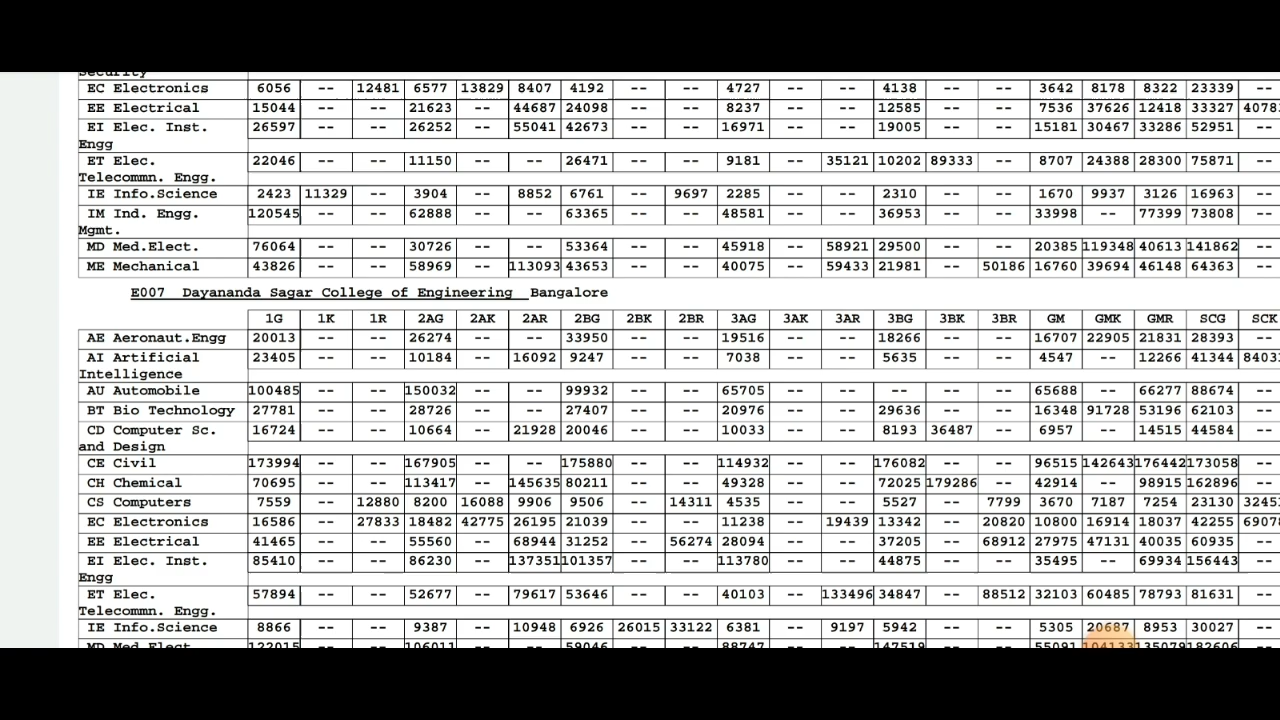 Security
EC Electronics 6056 -- 12481 6577 13829 8407 4192 -- -- 4727 -- -- 4138 -- -- 3642 8178 8322 23339
EE Electrical 15044 -- -- 21623 -- 44687 24098 -- -- 8237 -- -- 12585 -- -- 7536 37626 12418 33327 4078
EI Elec. Inst. 26597 -- -- 26252 -- 55041 42673 -- -- 16971 -- -- 19005 -- -- 15181 30467 33286 52951 --
Engg
ET Elec. 22046 -- -- 11150 -- -- 26471 -- -- 9181 -- 35121 10202 89333 -- 8707 24388 28300 75871 --
Telecommn. Engg.
IE Info.Science 2423 11329 -- 3904 -- 8852 6761 -- 9697 2285 -- -- 2310 -- -- 1670 9937 3126 16963 --
IM Ind. Engg. 120545 -- -- 62888 -- -- 63365 -- -- 48581 -- -- 36953 -- -- 33998 -- 77399 73808 --
Mgmt.
MD Med.Elect. 76064 -- -- 30726 -- -- 53364 -- -- 45918 -- 58921 29500 -- -- 20385 119348 40613 141862 --
ME Mechanical 43826 -- -- 58969 -- 113093 43653 -- -- 40075 -- 59433 21981 -- 50186 16760 39694 46148 64363 --
E007 Dayananda Sagar College of Engineering Bangalore
1G 1K 1R 2AG 2AK 2AR 2BG 2BK 2BR 3AG 3AK 3AR 3BG 3BK 3BR GM GMK GMR SCG SCK
AE Aeronaut.Engg 20013 -- -- 26274 -- -- 33950 -- -- 19516 -- -- 18266 -- -- 16707 22905 21831 28393 --
AI Artificial 23405 -- -- 10184 -- 16092 9247 -- -- 7038 -- -- 5635 -- -- 4547 -- 12266 41344 8403
Intelligence
AU Automobile 100485 -- -- 150032 -- -- 99932 -- -- 65705 -- -- -- -- -- 65688 -- 66277 88674 --
BT Bio Technology 27781 -- -- 28726 -- -- 27407 -- -- 20976 -- -- 29636 -- -- 16348 91728 53196 62103 --
CD Computer Sc. 16724 -- -- 10664 -- 21928 20046 -- -- 10033 -- -- 8193 36487 -- 6957 -- 14515 44584 --
and Design
CE Civil 173994 -- -- 167905 -- -- 175880 -- -- 114932 -- -- 176082 -- -- 96515 142643 176442 173058 --
CH Chemical 70695 -- -- 113417 -- 145635 80211 -- -- 49328 -- -- 72025 179286 -- 42914 -- 98915 162896 --
CS Computers 7559 -- 12880 8200 16088 9906 9506 -- 14311 4535 -- -- 5527 -- 7799 3670 7187 7254 23130 3245
EC Electronics 16586 -- 27833 18482 42775 26195 21039 -- -- 11238 -- 19439 13342 -- 20820 10800 16914 18037 42255 6907
EE Electrical 41465 -- -- 55560 -- 68944 31252 -- 56274 28094 -- -- 37205 -- 68912 27975 47131 40035 60935 --
EI Elec. Inst. 85410 -- -- 86230 -- 137351 101357 -- -- 113780 -- -- 44875 -- -- 35495 -- 69934 156443 --
Engg
ET Elec. 57894 -- -- 52677 -- 79617 53646 -- -- 40103 -- 133496 34847 -- 88512 32103 60485 78793 81631 --
Telecommn. Engg.
IE Info.Science 8866 -- -- 9387 -- 10948 6926 26015 33122 6381 -- 9197 5942 -- -- 5305 20687 8953 30027 --
MD Med.Elect. 122015 -- -- 106011 -- -- 59046 -- -- 88747 -- -- 147519 -- -- 55091 104133 135079 182606 --